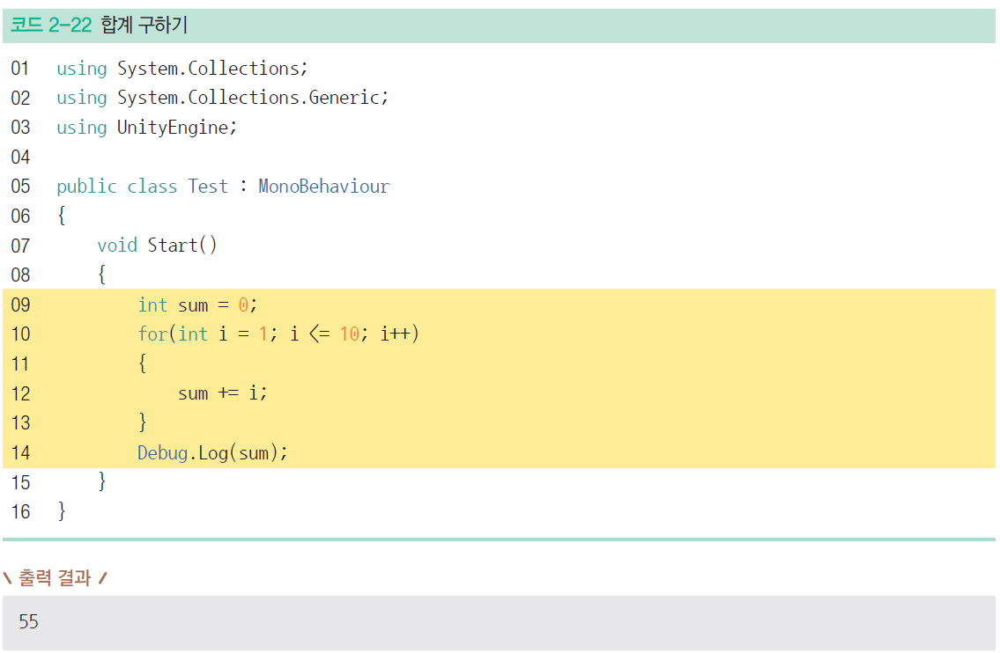 코드 2-22 합계 구하기
01 using System.Collections;
02 using System.Collections.Generic;
03 using UnityEngine;
04
05 public class Test : MonoBehaviour
06 {
07     void Start()
08     {
09         int sum = 0;
10         for(int i = 1; i <= 10; i++)
11         {
12             sum += i;
13         }
14         Debug.Log(sum);
15     }
16 }
\ 출력 결과 /
55